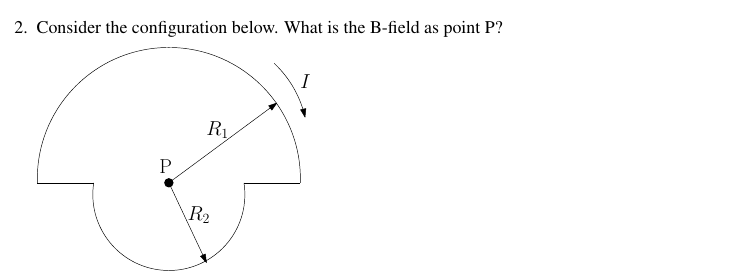 2. Consider the configuration below. What is the B-field as point P?
I
R₁
P
R₂